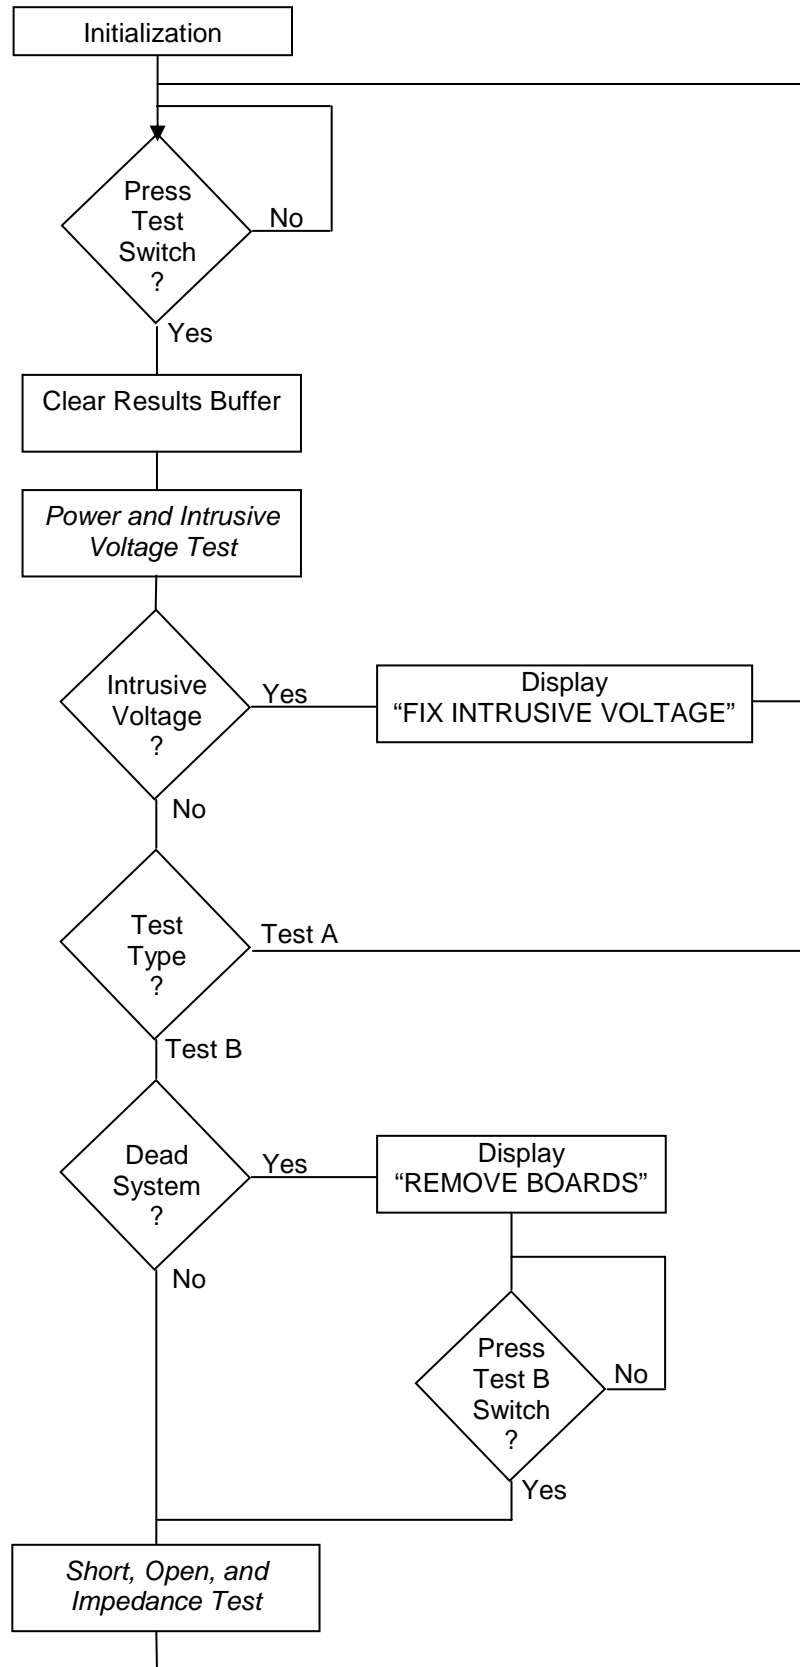 Initialization
Press
Test
Switch
?
No
Yes
Clear Results Buffer
Power and Intrusive
Voltage Test
Intrusive
Voltage
?
Yes
Display
“FIX INTRUSIVE VOLTAGE”
No
Test
Type
?
Test A
Test B
Dead
System
?
Yes
Display
“REMOVE BOARDS”
No
Press
Test B
Switch
?
No
Yes
Short, Open, and
Impedance Test